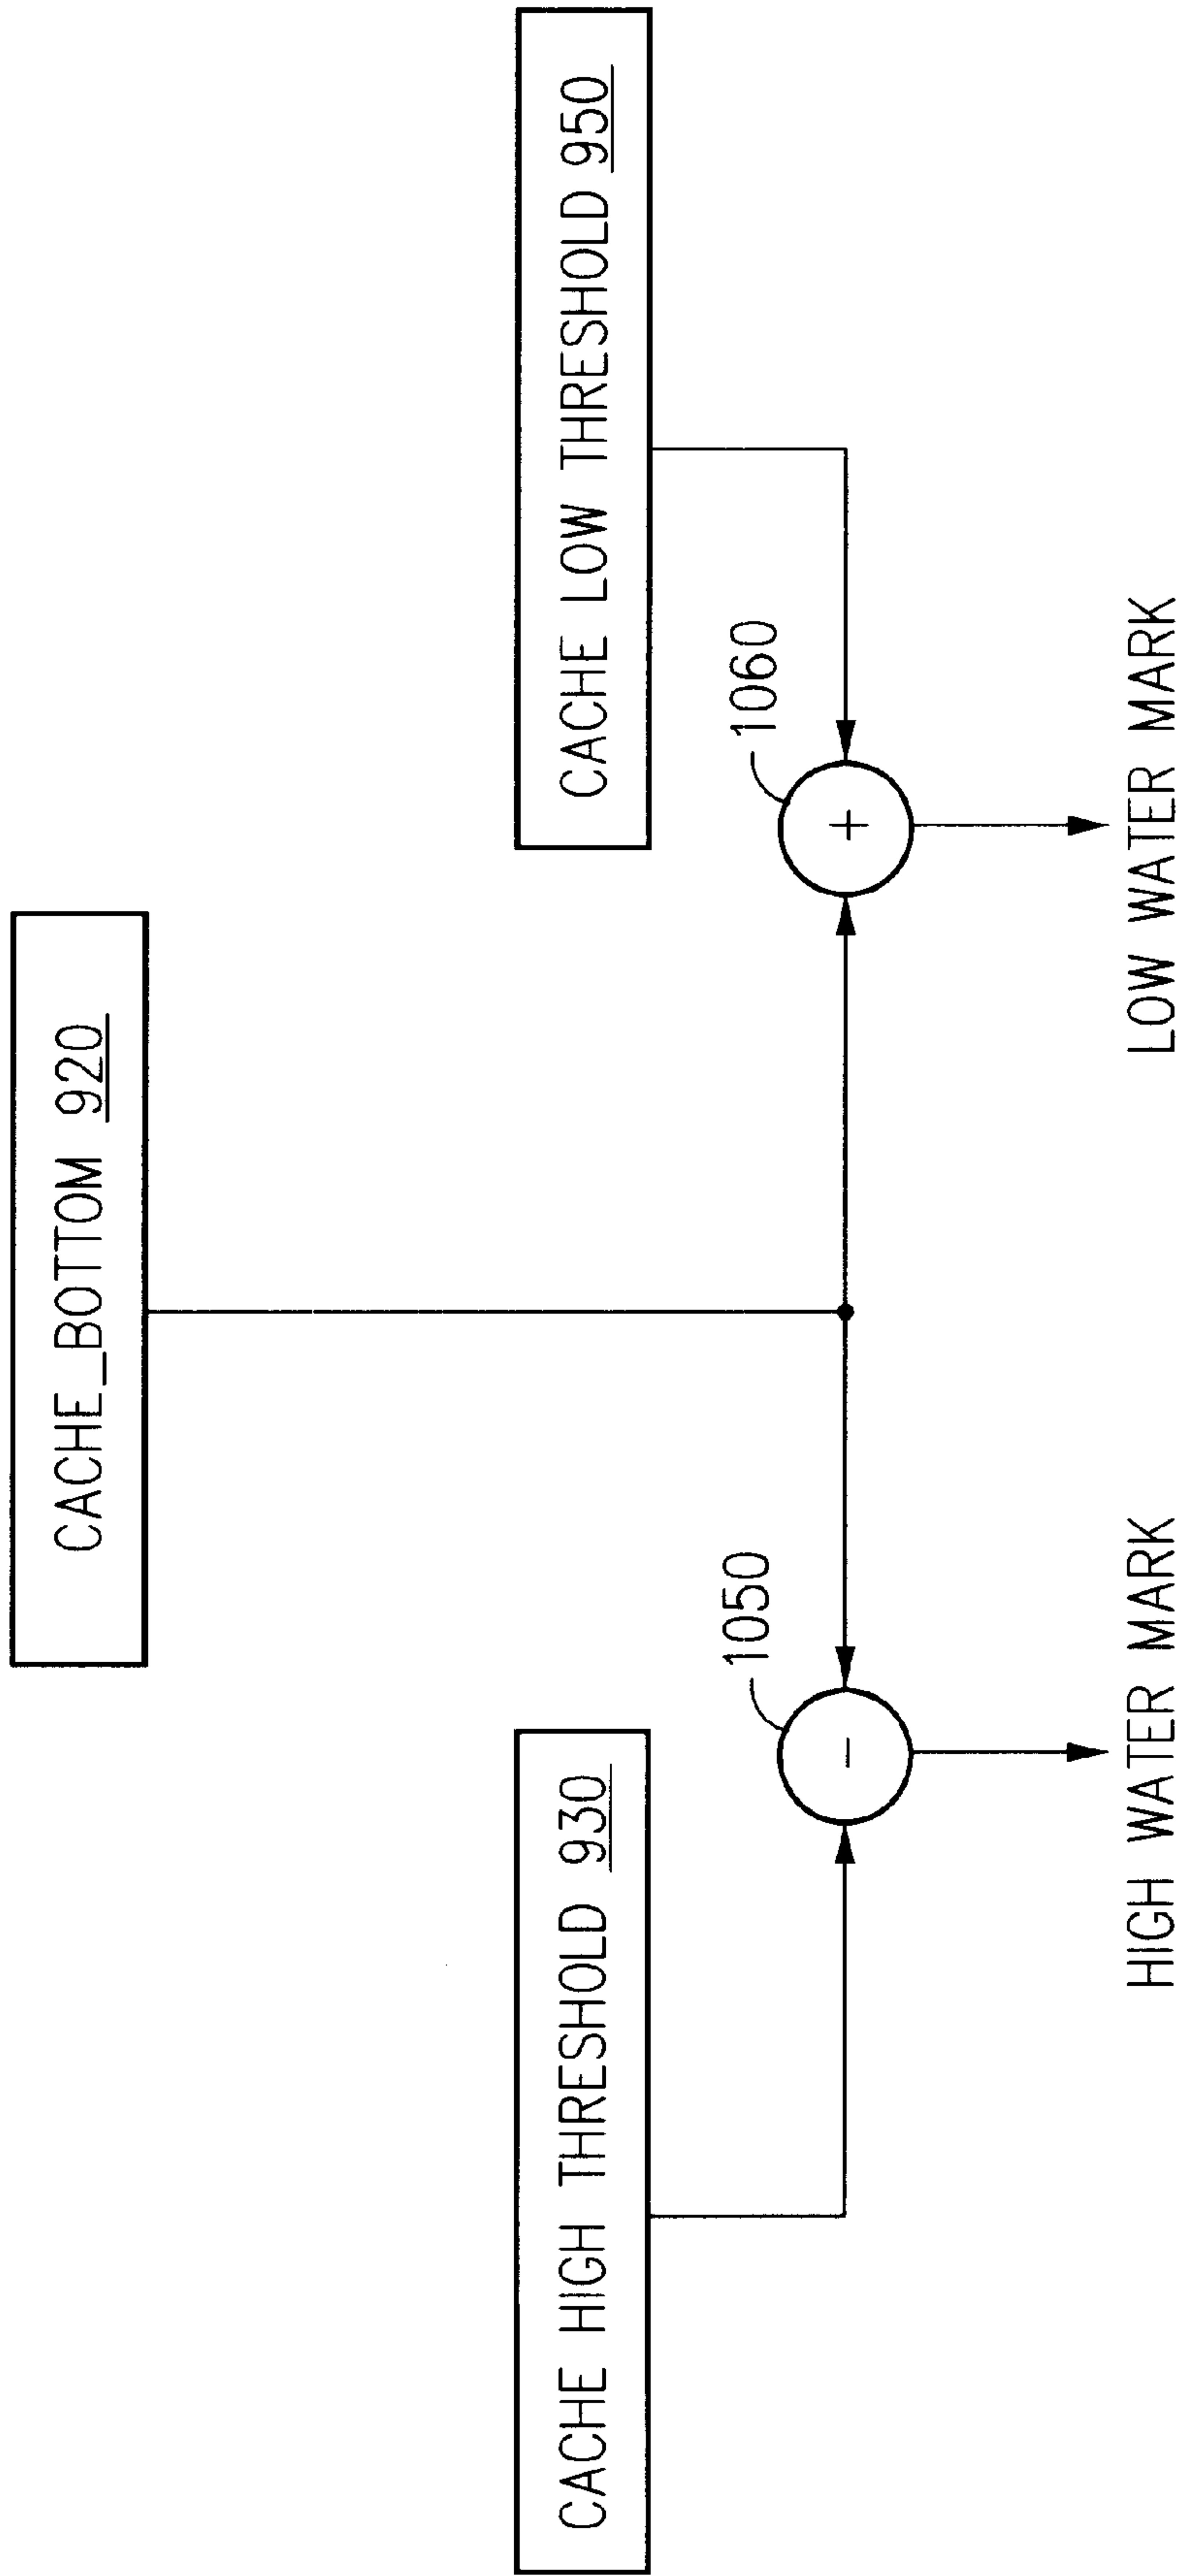 CACHE_BOTTOM 920
CACHE HIGH THRESHOLD 930
CACHE LOW THRESHOLD 950
1050
1060
-
+
HIGH WATER MARK
LOW WATER MARK